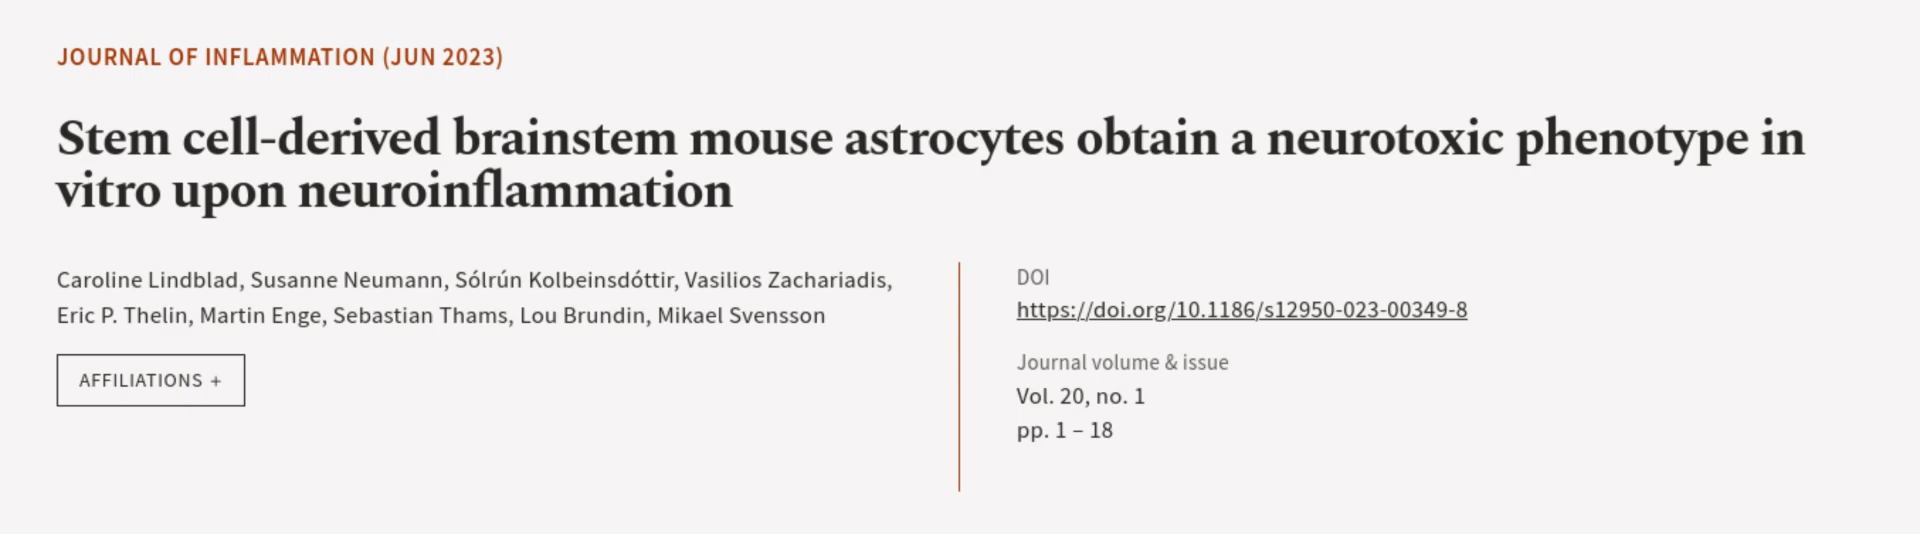 JOURNAL OF INFLAMMATION (JUN 2023)
Stem cell-derived brainstem mouse astrocytes obtain a neurotoxic phenotype in
vitro upon neuroinflammation
Caroline Lindblad, Susanne Neumann, Sólrún Kolbeinsdóttir, Vasilios Zachariadis,
Eric P. Thelin, Martin Enge, Sebastian Thams, Lou Brundin, Mikael Svensson
AFFILIATIONS +
DOI
https://doi.org/10.1186/s12950-023-00349-8
Journal volume & issue
Vol. 20, no. 1
pp. 1 – 18